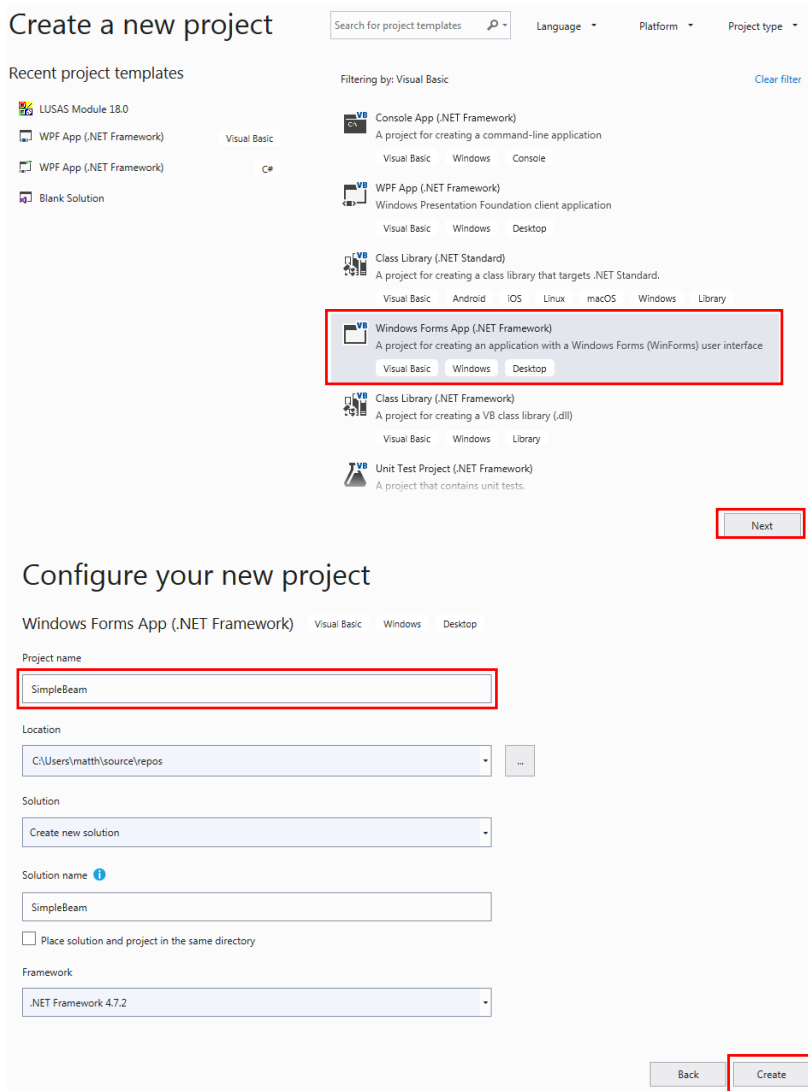 Create a new project
Search for project templates
Language
Platform
Project type
Recent project templates
LUSAS Module 18.0
WPF App (.NET Framework)
Visual Basic
WPF App (.NET Framework)
C#
Blank Solution
Filtering by: Visual Basic
Clear filter
VB
C:\
Console App (.NET Framework)
A project for creating a command-line application
Visual Basic Windows Console
VB
WPF App (.NET Framework)
Windows Presentation Foundation client application
Visual Basic Windows Desktop
VB
Class Library (.NET Standard)
A project for creating a class library that targets .NET Standard.
Visual Basic Android iOS Linux macOS Windows Library
VB
Windows Forms App (.NET Framework)
A project for creating an application with a Windows Forms (WinForms) user interface
Visual Basic Windows Desktop
VB
Class Library (.NET Framework)
A project for creating a VB class library (.dll)
Visual Basic Windows Library
VB
Unit Test Project (.NET Framework)
A project that contains unit tests.
Next
Configure your new project
Windows Forms App (.NET Framework) Visual Basic Windows Desktop
Project name
SimpleBeam
Location
C:\Users\matth\source\repos
...
Solution
Create new solution
Solution name
SimpleBeam
Place solution and project in the same directory
Framework
.NET Framework 4.7.2
Back
Create